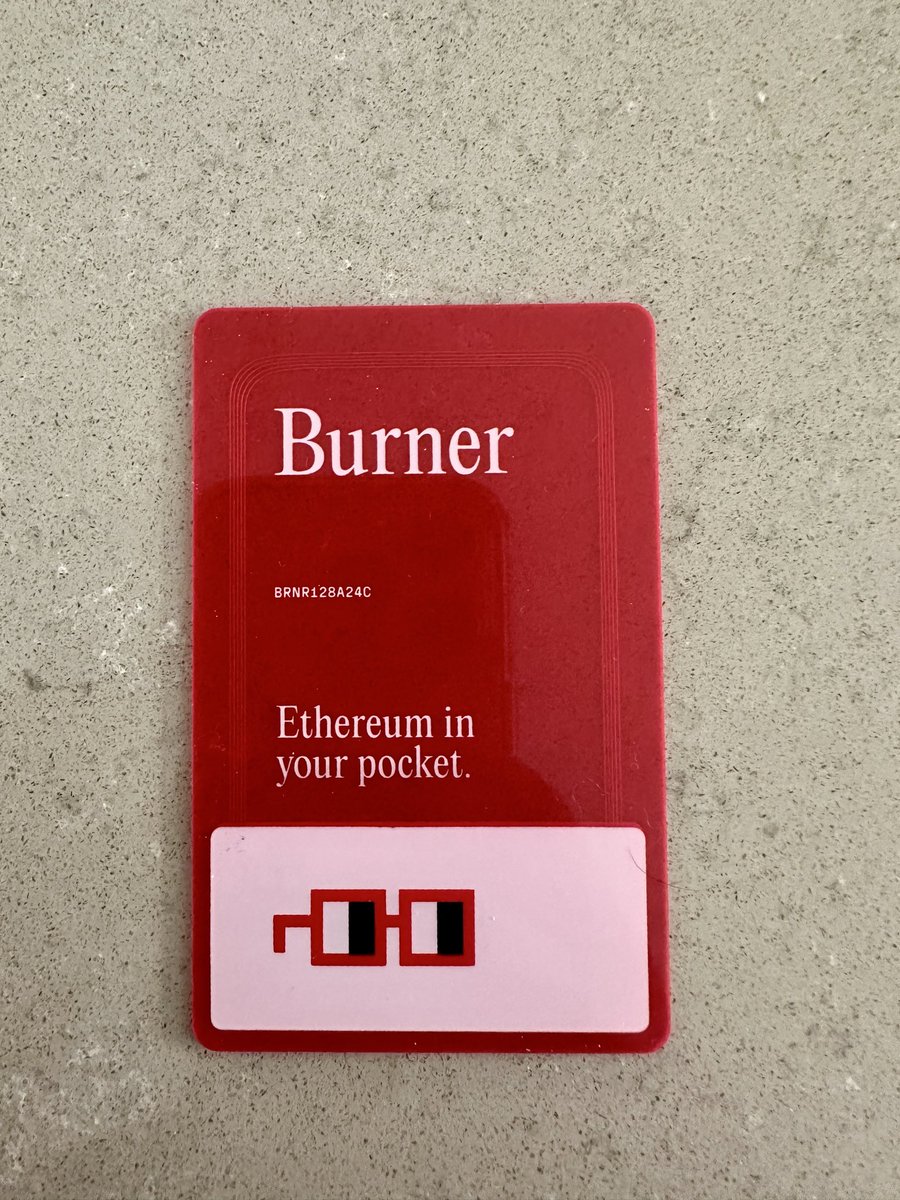 Burner
BRNR128A24C
Ethereum in
your pocket.